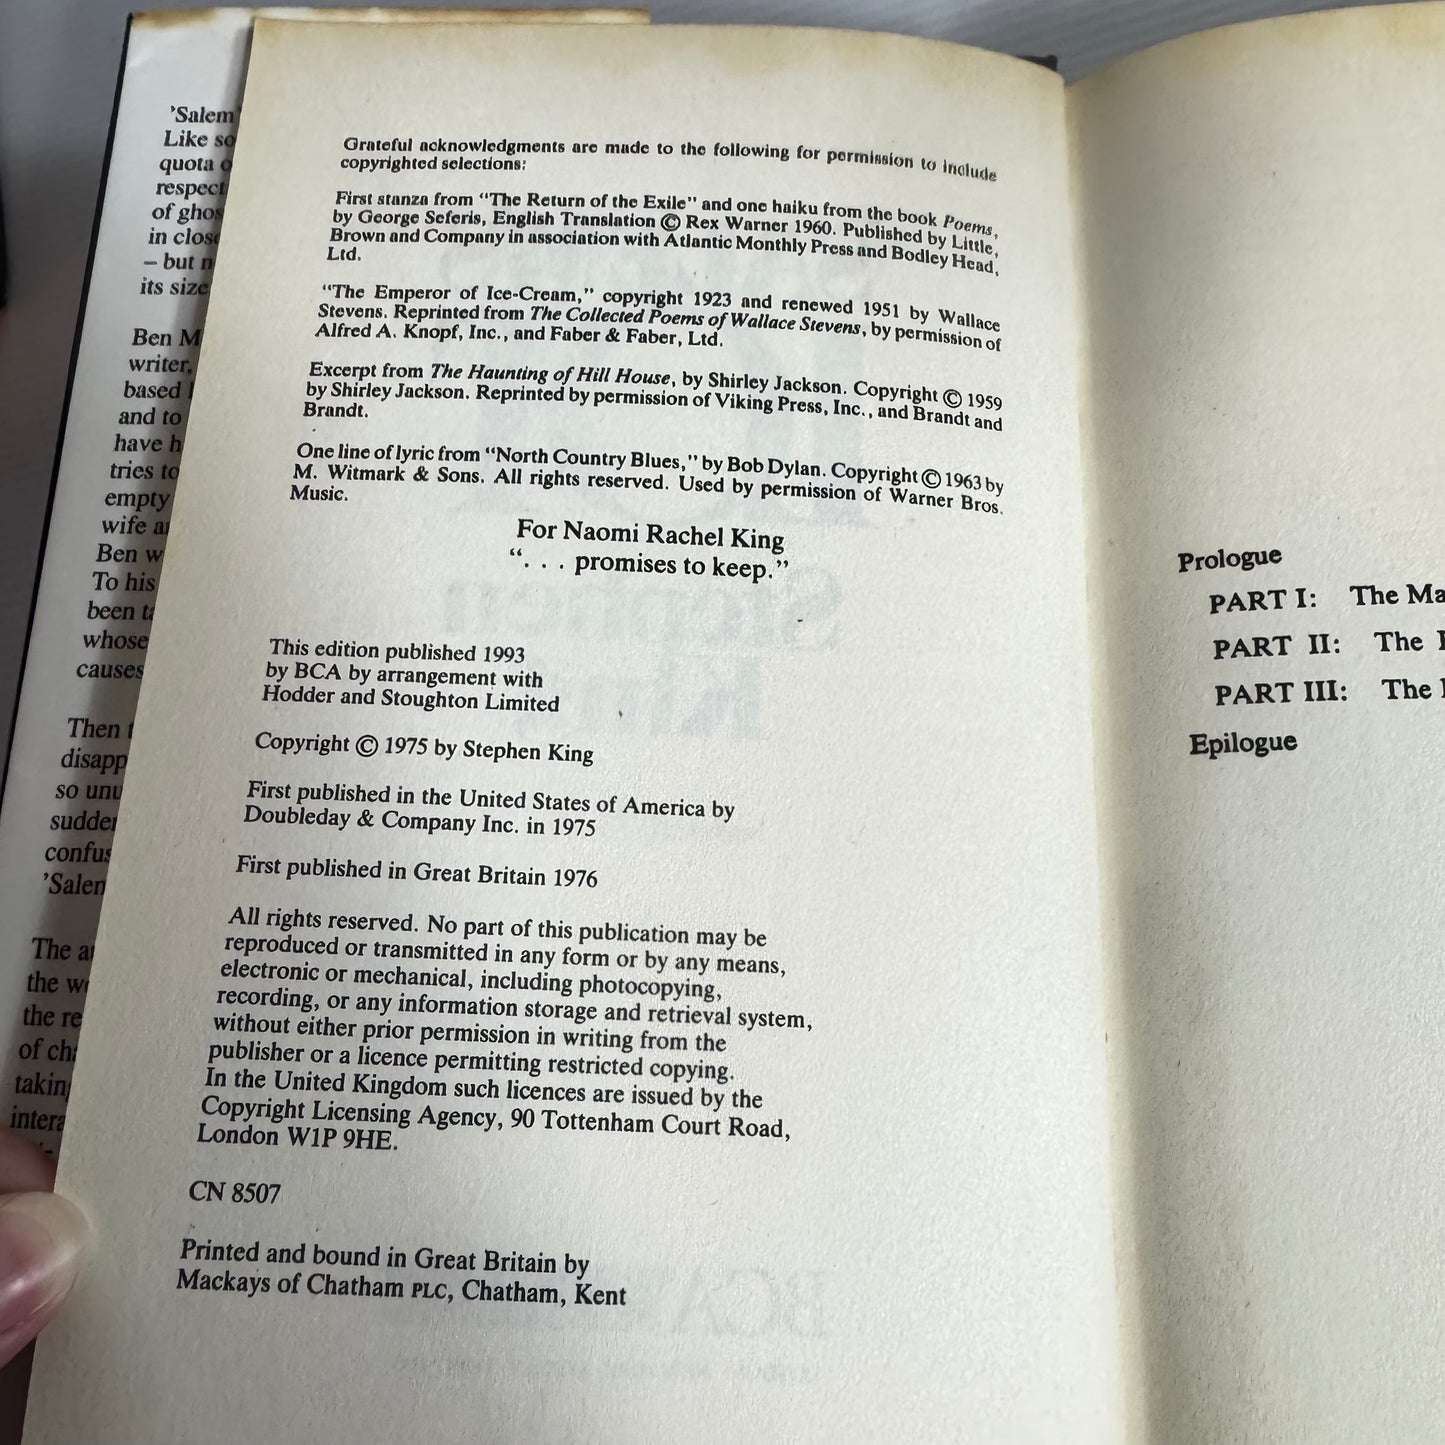 'Salem'
Like so
quota o
respect
of ghos
in close
– but n
its size
Ben M
writer,
based
and to
have h
tries to
empty
wife a
Ben w
To his
been ta
whose
causes
Then t
disapp
so unu
sudden
confus
'Salem
The a
the wo
the re
of cha
taking
intera
Grateful acknowledgments are made to the following for permission to include
copyrighted selections:
First stanza from "The Return of the Exile" and one haiku from the book Poems,
by George Seferis, English Translation © Rex Warner 1960. Published by Little,
Brown and Company in association with Atlantic Monthly Press and Bodley Head,
Ltd.
"The Emperor of Ice-Cream," copyright 1923 and renewed 1951 by Wallace
Stevens. Reprinted from The Collected Poems of Wallace Stevens, by permission of
Alfred A. Knopf, Inc., and Faber & Faber, Ltd.
Excerpt from The Haunting of Hill House, by Shirley Jackson. Copyright © 1959
by Shirley Jackson. Reprinted by permission of Viking Press, Inc., and Brandt and
Brandt.
One line of lyric from "North Country Blues," by Bob Dylan. Copyright © 1963 by
M. Witmark & Sons. All rights reserved. Used by permission of Warner Bros.
Music.
For Naomi Rachel King
". . . promises to keep."
This edition published 1993
by BCA by arrangement with
Hodder and Stoughton Limited
Copyright © 1975 by Stephen King
First published in the United States of America by
Doubleday & Company Inc. in 1975
First published in Great Britain 1976
All rights reserved. No part of this publication may be
reproduced or transmitted in any form or by any means,
electronic or mechanical, including photocopying,
recording, or any information storage and retrieval system,
without either prior permission in writing from the
publisher or a licence permitting restricted copying.
In the United Kingdom such licences are issued by the
Copyright Licensing Agency, 90 Tottenham Court Road,
London W1P 9HE.
CN 8507
Printed and bound in Great Britain by
Mackays of Chatham PLC, Chatham, Kent
Prologue
PART I: The Ma
PART II: The
PART III: The
Epilogue